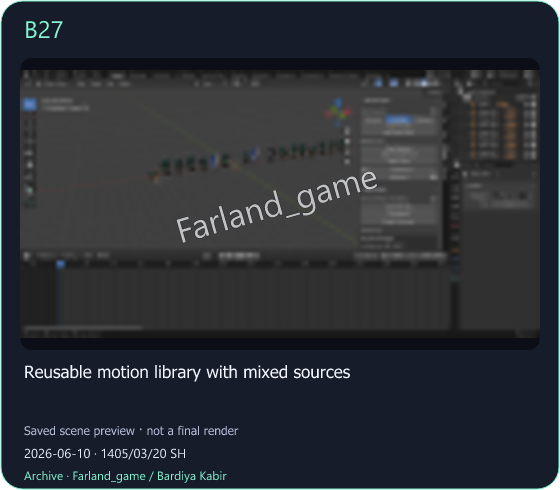 B27
Farland_game
Reusable motion library with mixed sources
Saved scene preview · not a final render
2026-06-10 · 1405/03/20 SH
Archive · Farland_game / Bardiya Kabir